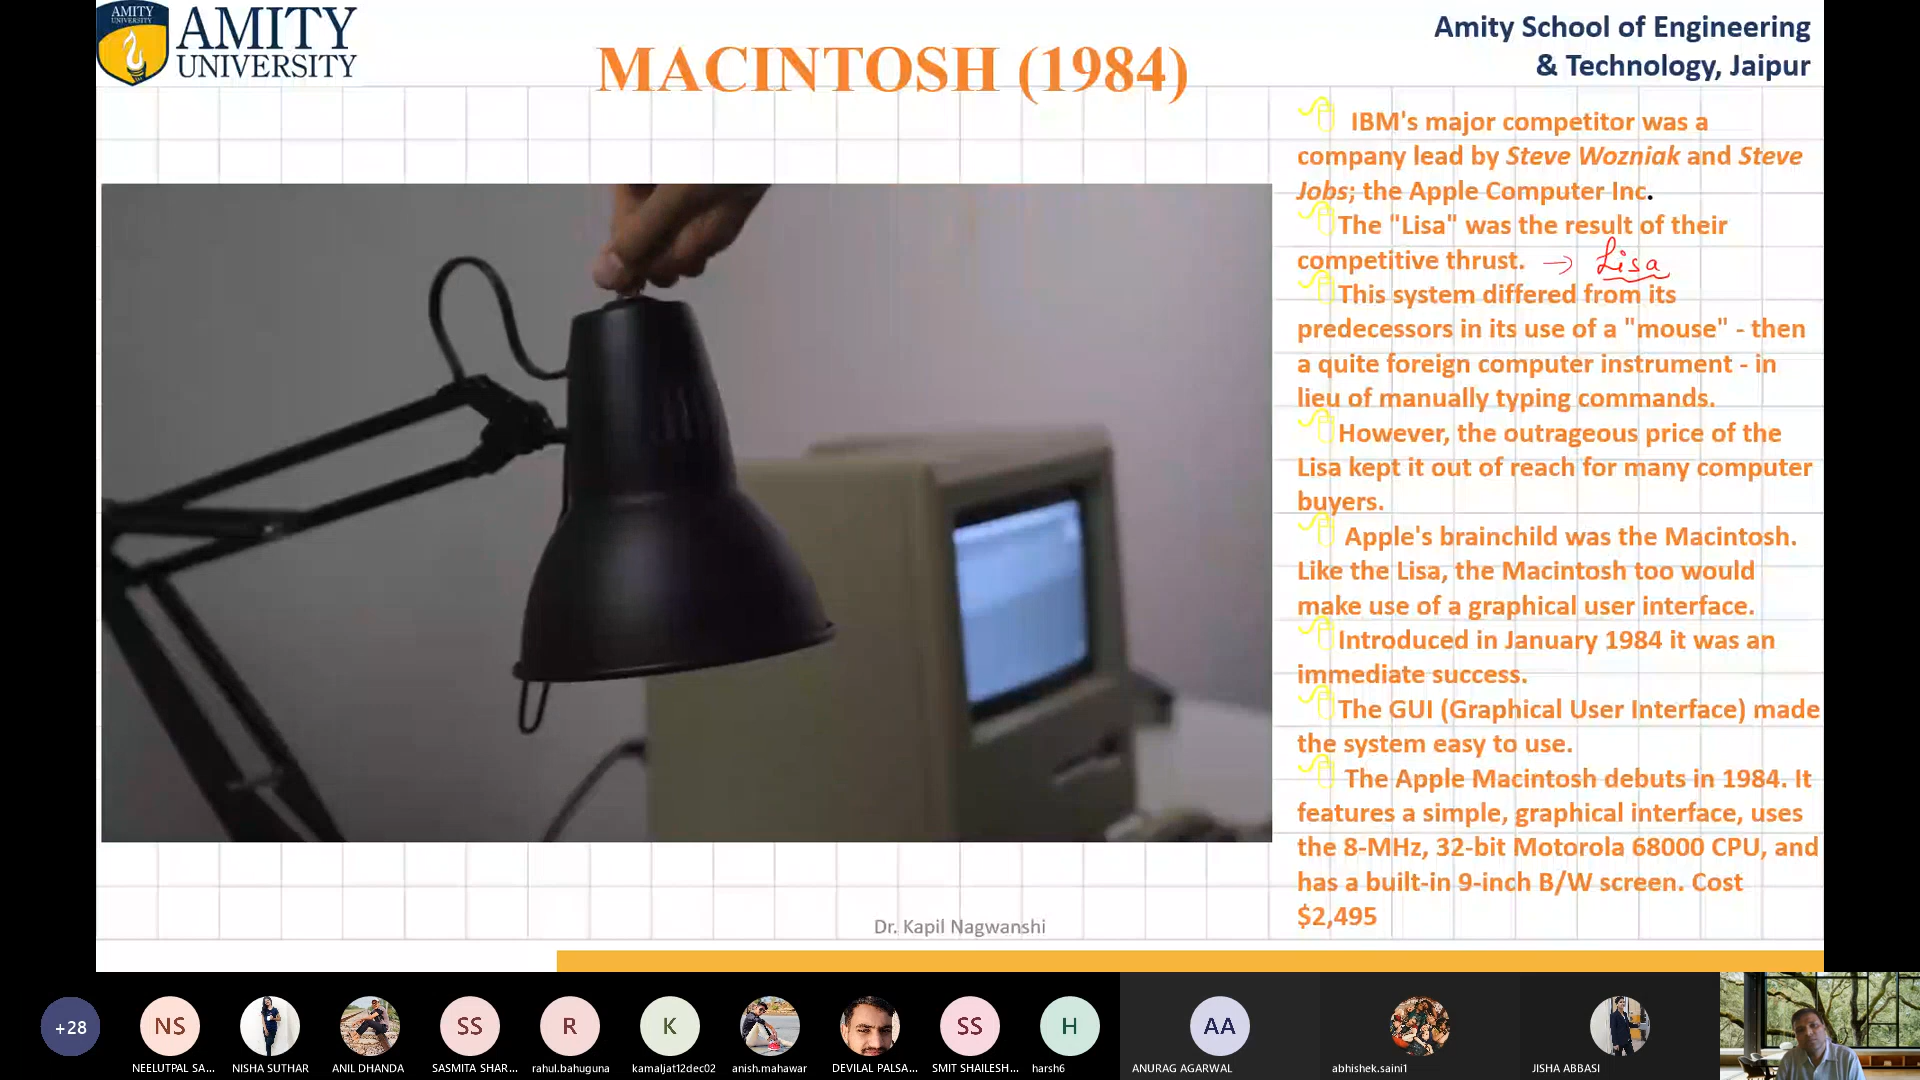 AMITY
UNIVERSITY
AMITY
UNIVERSITY
MACINTOSH (1984)
Amity School of Engineering
& Technology, Jaipur
IBM's major competitor was a
company lead by Steve Wozniak and Steve
Jobs; the Apple Computer Inc.
The "Lisa" was the result of their
competitive thrust. → Lisa
This system differed from its
predecessors in its use of a "mouse" - then
a quite foreign computer instrument - in
lieu of manually typing commands.
However, the outrageous price of the
Lisa kept it out of reach for many computer
buyers.
Apple's brainchild was the Macintosh.
Like the Lisa, the Macintosh too would
make use of a graphical user interface.
Introduced in January 1984 it was an
immediate success.
The GUI (Graphical User Interface) made
the system easy to use.
The Apple Macintosh debuts in 1984. It
features a simple, graphical interface, uses
the 8-MHz, 32-bit Motorola 68000 CPU, and
has a built-in 9-inch B/W screen. Cost
$2,495
Dr. Kapil Nagwanshi
+28
NS
SS
R
K
SS
H
AA
NEELUTPAL SA...
NISHA SUTHAR
ANIL DHANDA
SASMITA SHAR...
rahul.bahuguna
kamaljat12dec02
anish.mahawar
DEVILAL PALSA...
SMIT SHAILESH...
harsh6
ANURAG AGARWAL
abhishek.saini1
JISHA ABBASI